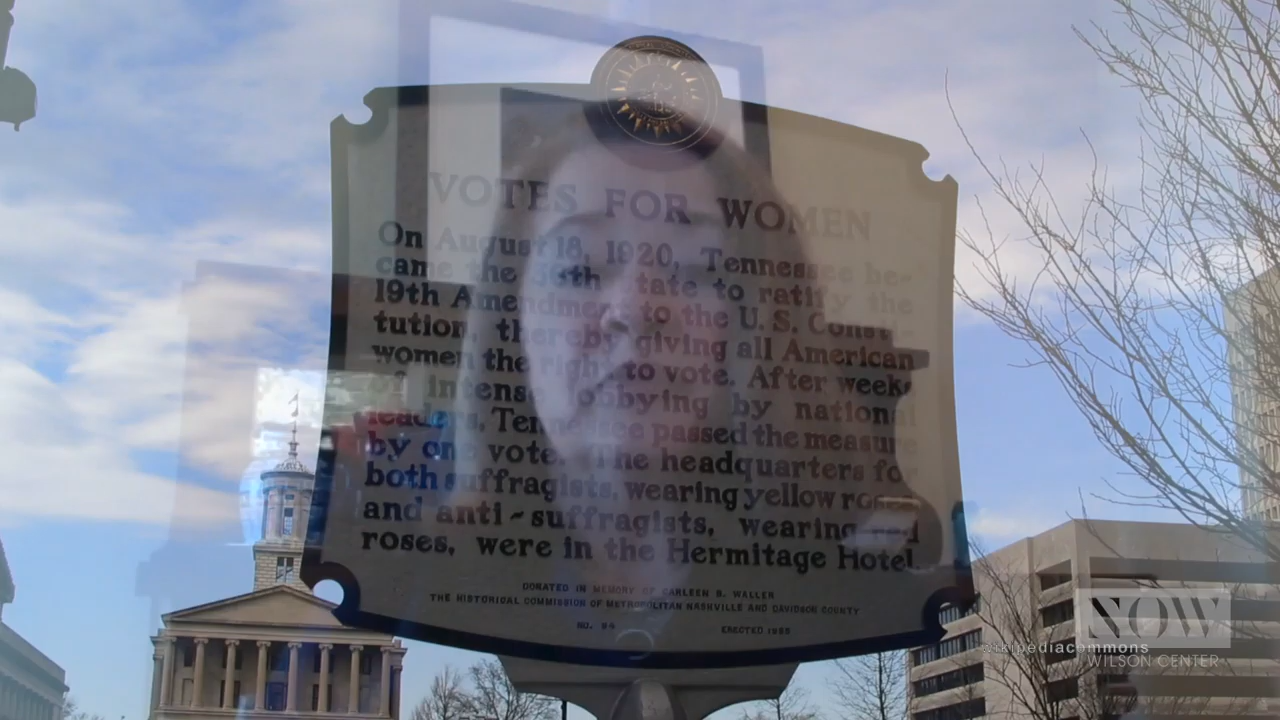 VOTES FOR WOMEN
On August 18, 1920, Tennessee be-
came the 36th state to ratify the
19th Amendment to the U.S. Consti-
tution, thereby giving all American
women the right to vote. After weeks
of intense lobbying by national
leaders, Tennessee passed the measure
by one vote. The headquarters for
both suffragists, wearing yellow roses
and anti-suffragists, wearing red
roses, were in the Hermitage Hotel.
DONATED IN MEMORY OF CARLEEN B. WALLER
THE HISTORICAL COMMISSION OF METROPOLITAN NASHVILLE AND DAVIDSON COUNTY
NO. 84 ERECTED
NOW
wikipediacommons
WILSON CENTER